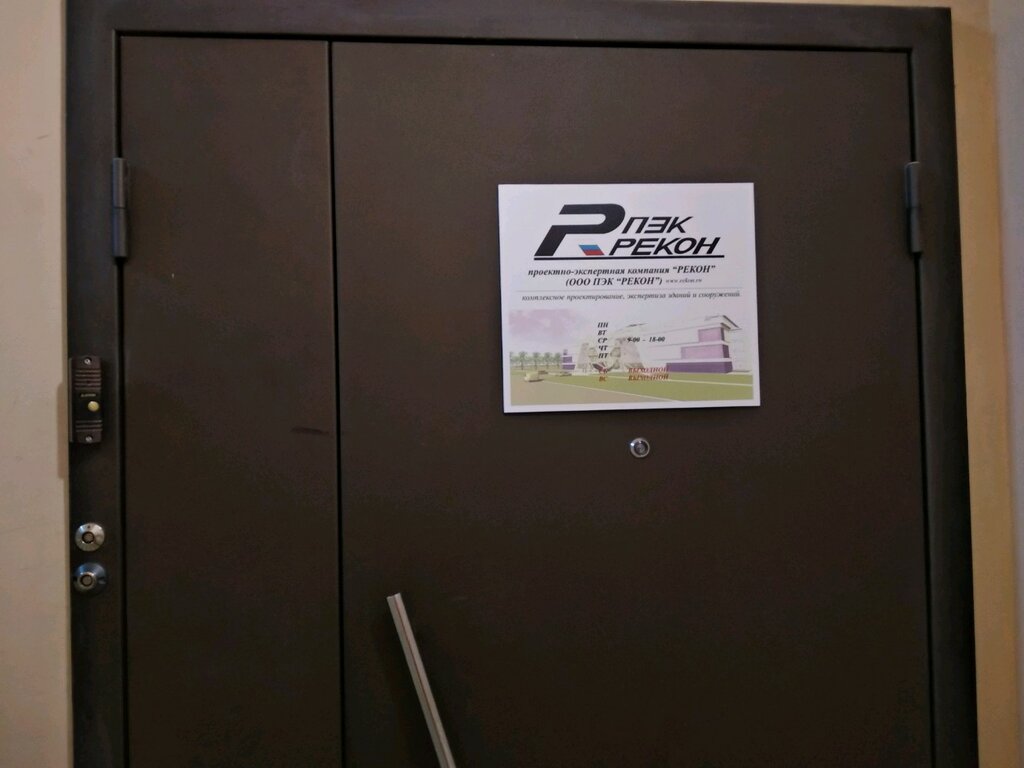 ПЭК
РЕКОН
проектно-экспертная компания "РЕКОН"
(ООО ПЭК "РЕКОН")
комплексное проектирование, экспертиза зданий и сооружений.
ПН
ВТ
СР 9-00 - 18-00
ЧТ
ПТ
ВЫХОДНОЙ
ВС ВЫХОДНОЙ